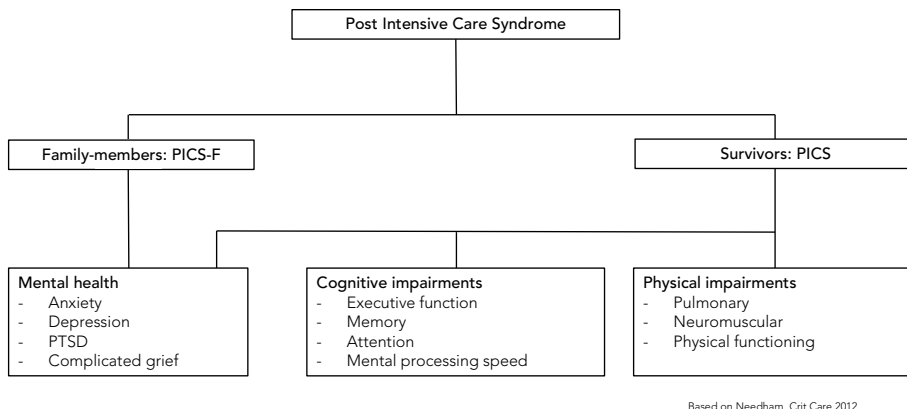 Post Intensive Care Syndrome
Family-members: PICS-F
Survivors: PICS
Mental health
- Anxiety
- Depression
- PTSD
- Complicated grief
Cognitive impairments
- Executive function
- Memory
- Attention
- Mental processing speed
Physical impairments
- Pulmonary
- Neuromuscular
- Physical functioning
Based on Needham, Crit Care 2012